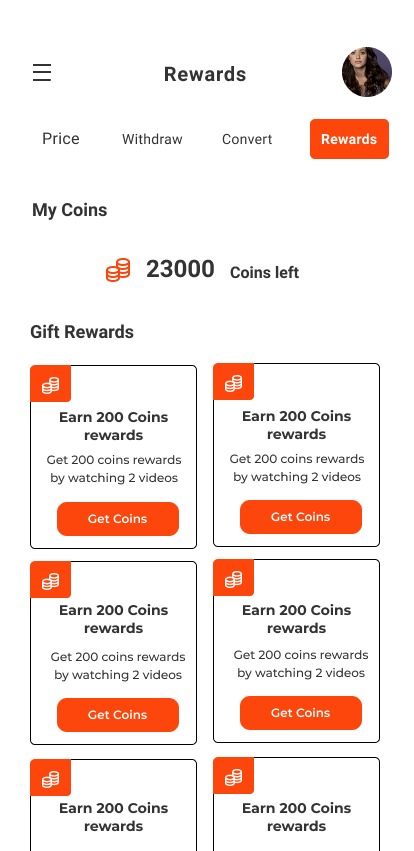 Rewards
Price
Withdraw
Convert
Rewards
My Coins
23000 Coins left
Gift Rewards
Earn 200 Coins
rewards
Get 200 coins rewards
by watching 2 videos
Get Coins
Earn 200 Coins
rewards
Get 200 coins rewards
by watching 2 videos
Get Coins
Earn 200 Coins
rewards
Get 200 coins rewards
by watching 2 videos
Get Coins
Earn 200 Coins
rewards
Get 200 coins rewards
by watching 2 videos
Get Coins
Earn 200 Coins
rewards
Earn 200 Coins
rewards